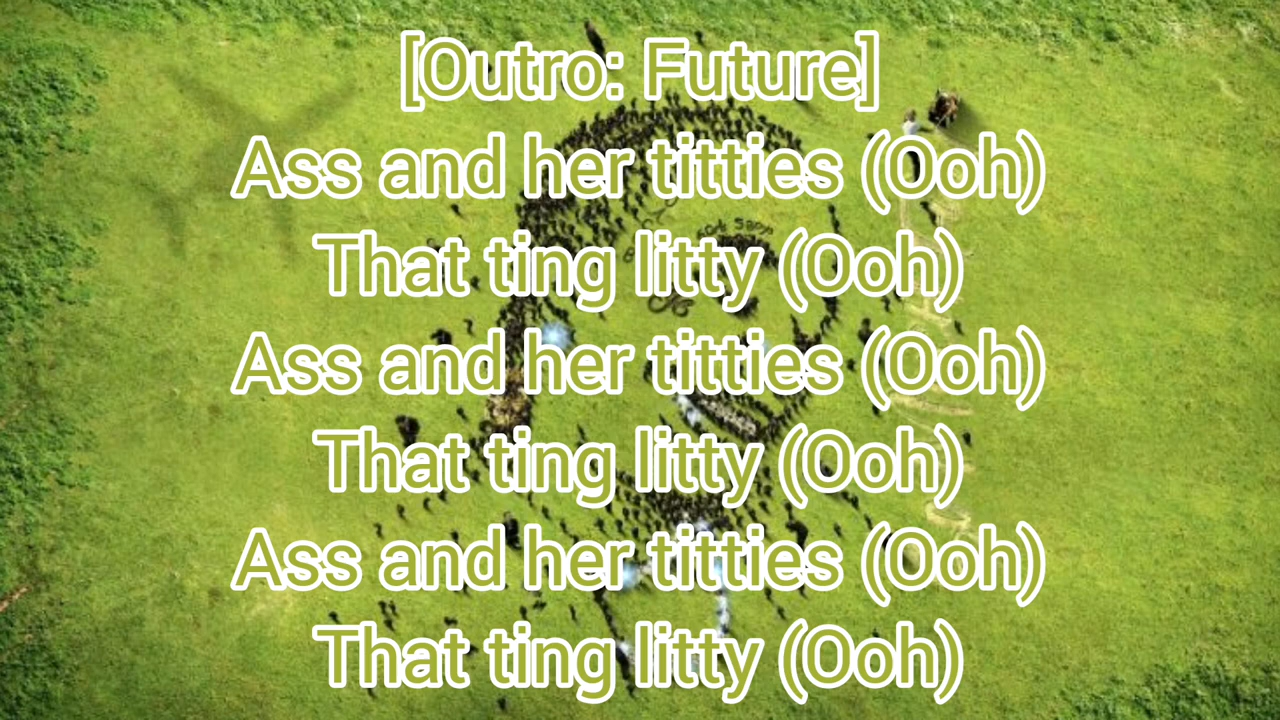 [Outro: Future]
Ass and her titties (Ooh)
That ting litty (Ooh)
Ass and her titties (Ooh)
That ting litty (Ooh)
Ass and her titties (Ooh)
That ting litty (Ooh)